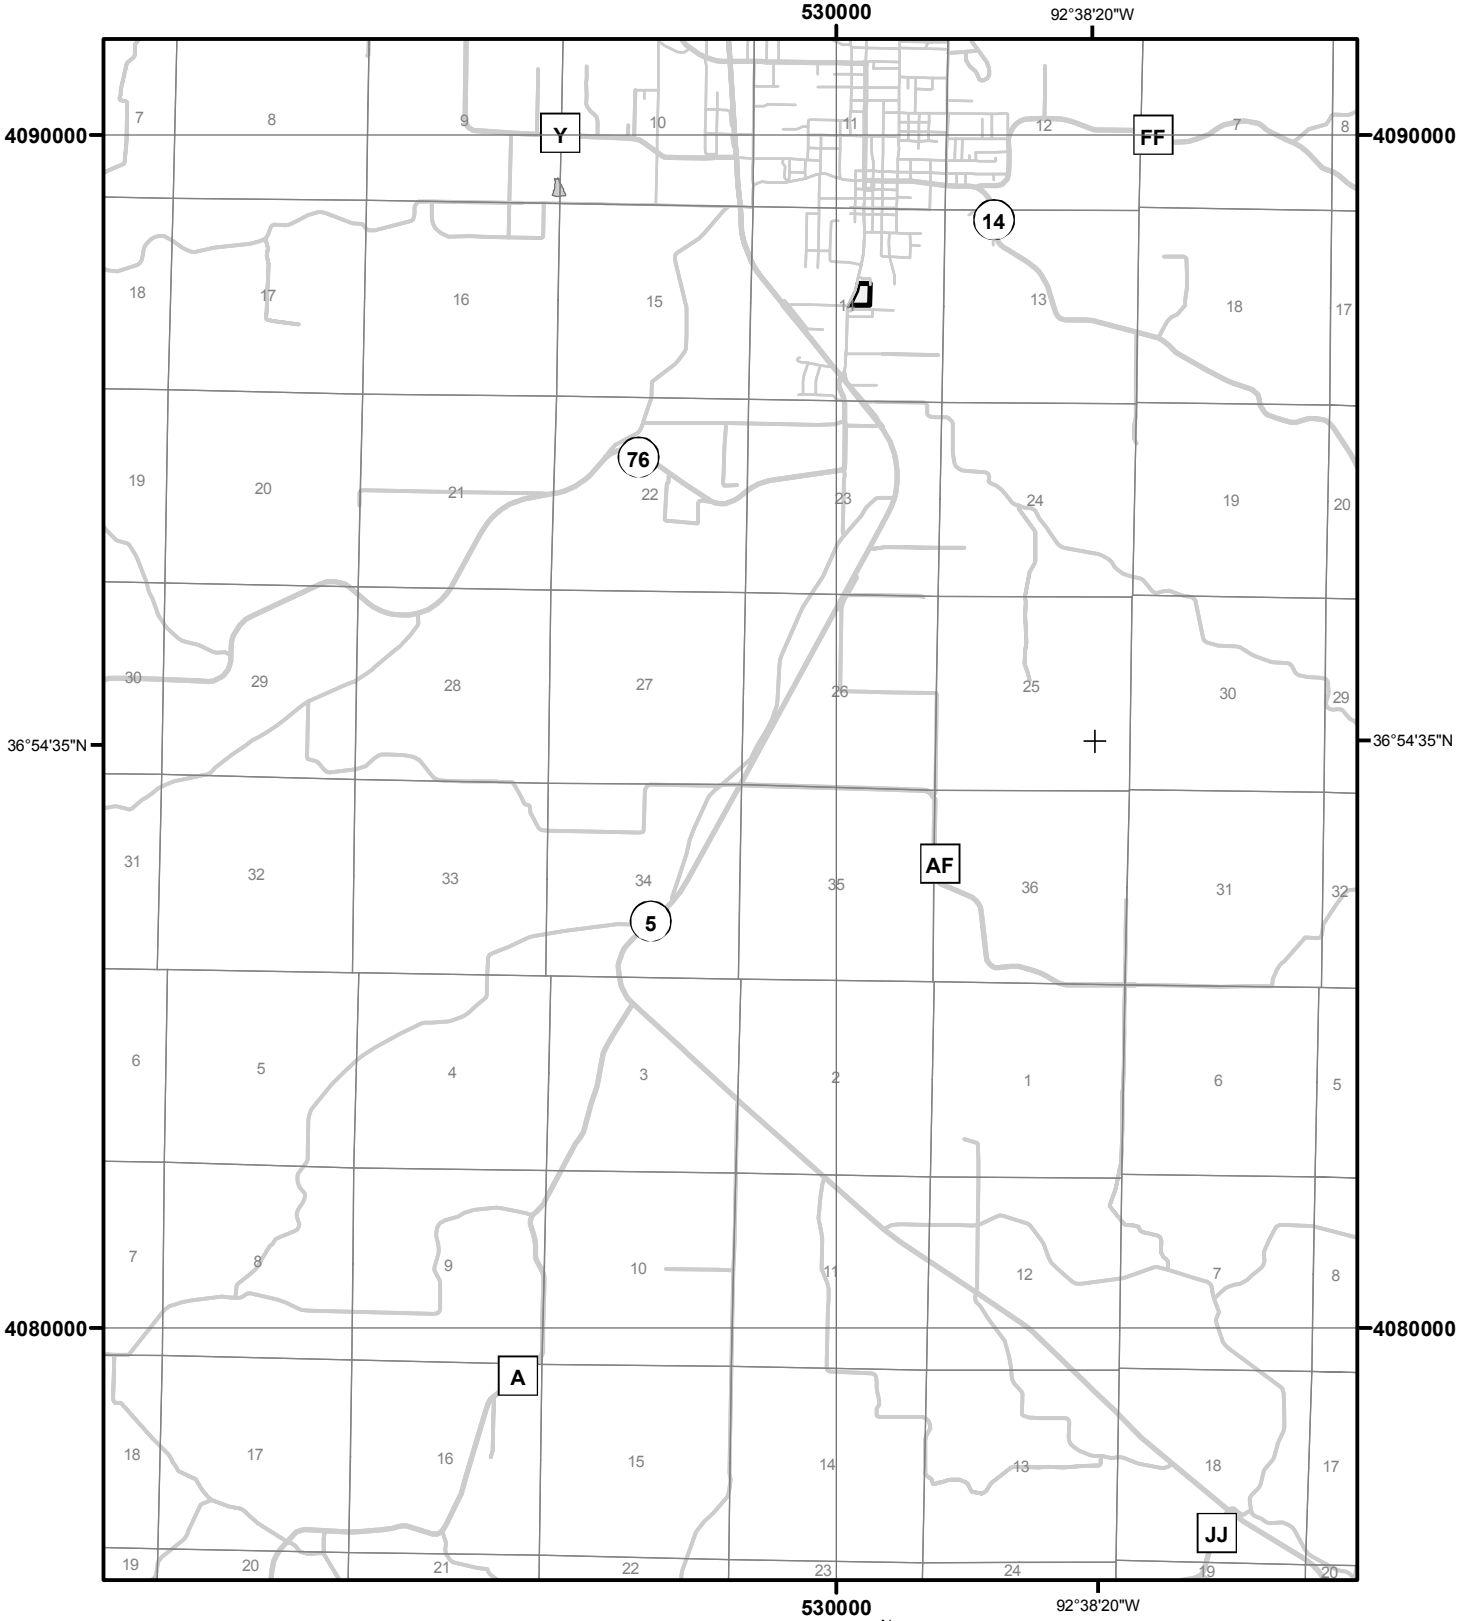 530000 92°38'20"W
7 8 9 10 11 12 7 8
4090000 Y FF 4090000
14
18 17 16 15 14 13 18 17
76
19 20 21 22 23 24 19 20
30 29 28 27 26 25 30 29
36°54'35"N 36°54'35"N
AF
31 32 33 34 35 36 31 32
5
6 5 4 3 2 1 6 5
7 8 9 10 11 12 7 8
4080000 4080000
A
18 17 16 15 14 13 18 17
JJ
19 20 21 22 23 24 19 20
530000 92°38'20"W